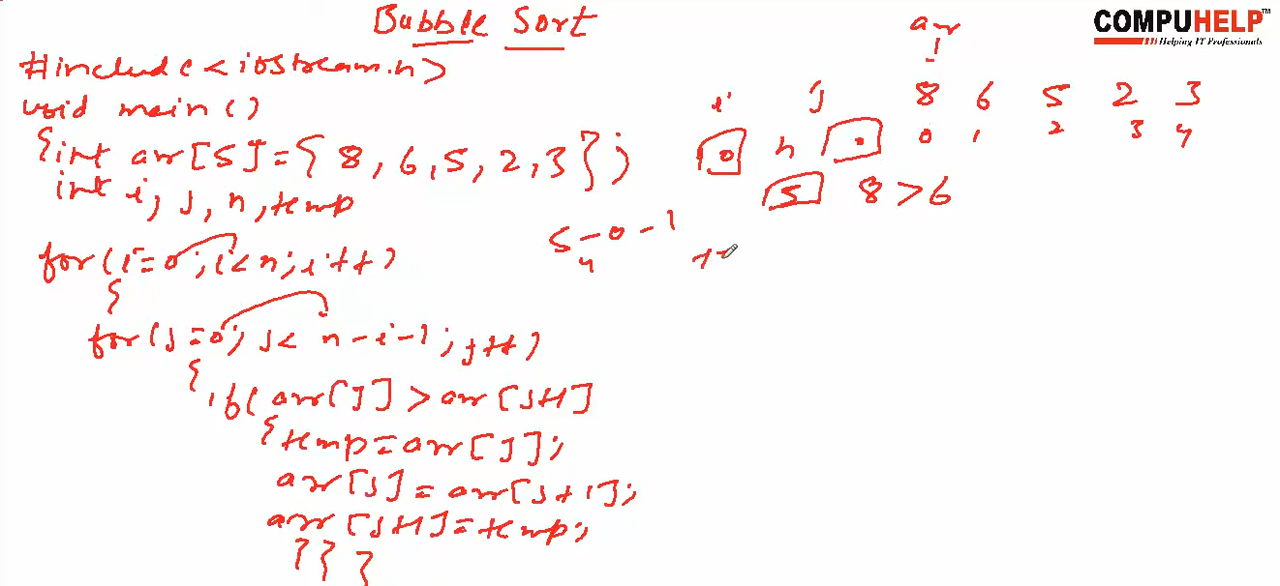 Bubble Sort
COMPUHELP™
Helping IT Professionals
#include<iostream.h>
void main()
{int arr[5]={8,6,5,2,3};
int i, j, n, temp
for(i=0;i<n;i++)
{
for(j=0; j< n-i-1; j++)
{
if( arr[j] > arr[j+1]
{temp=arr[j];
arr[j]=arr[j+1];
arr[j+1]=temp;
}}}
arr
i j 8 6 5 2 3
0 n 0 0 1 2 3 4
5 8>6
5-0-1
4